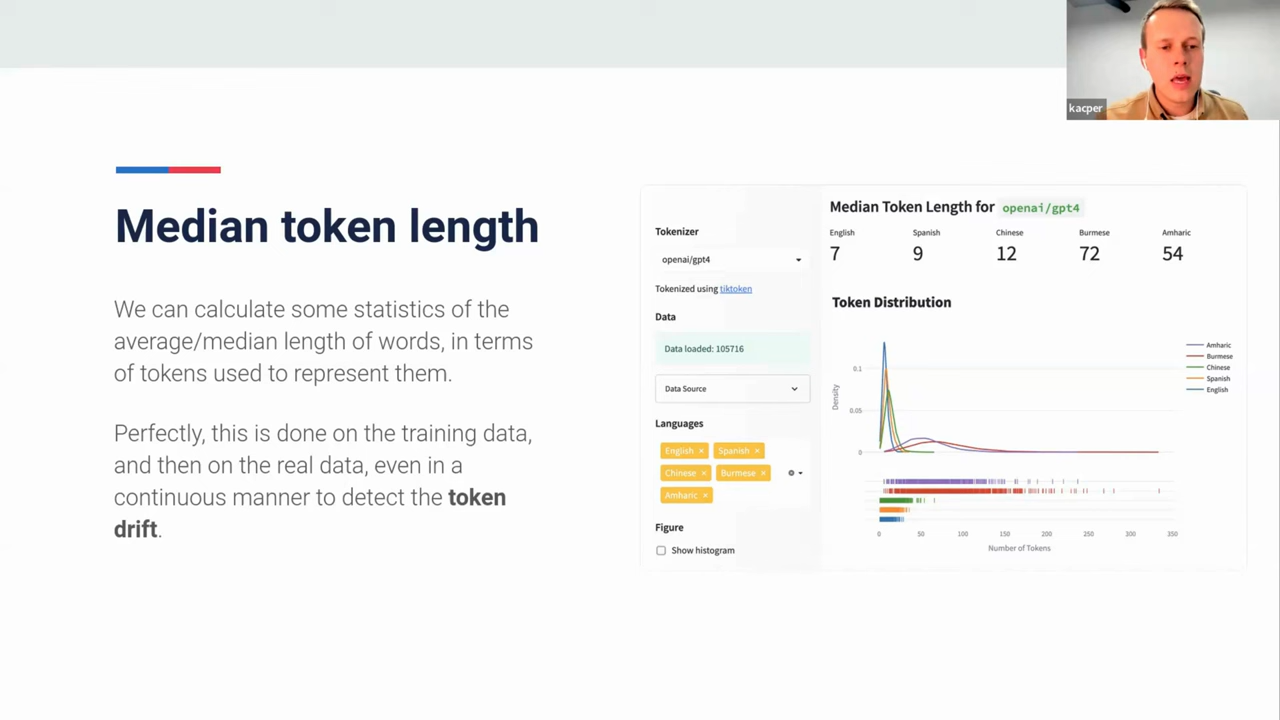 kacper
Median token length
We can calculate some statistics of the
average/median length of words, in terms
of tokens used to represent them.
Perfectly, this is done on the training data,
and then on the real data, even in a
continuous manner to detect the token
drift.
Tokenizer
openai/gpt4
Tokenized using tiktoken
Data
Data loaded: 105716
Data Source
Languages
English × Spanish ×
Chinese × Burmese ×
Amharic ×
Figure
Show histogram
Median Token Length for openai/gpt4
English Spanish Chinese Burmese Amharic
7 9 12 72 54
Token Distribution
Amharic
Burmese
Chinese
Spanish
English
Density
0.1
0.05
0
0 50 100 150 200 250 300 350
Number of Tokens